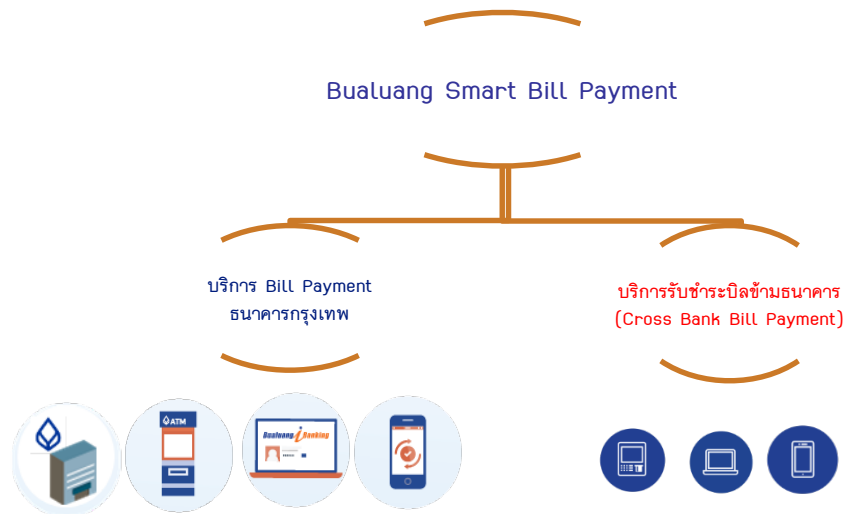 Bualuang Smart Bill Payment
บริการ Bill Payment
ธนาคารกรุงเทพ
บริการรับชำระบิลข้ามธนาคาร
(Cross Bank Bill Payment)
ATM
Bualuang iBanking